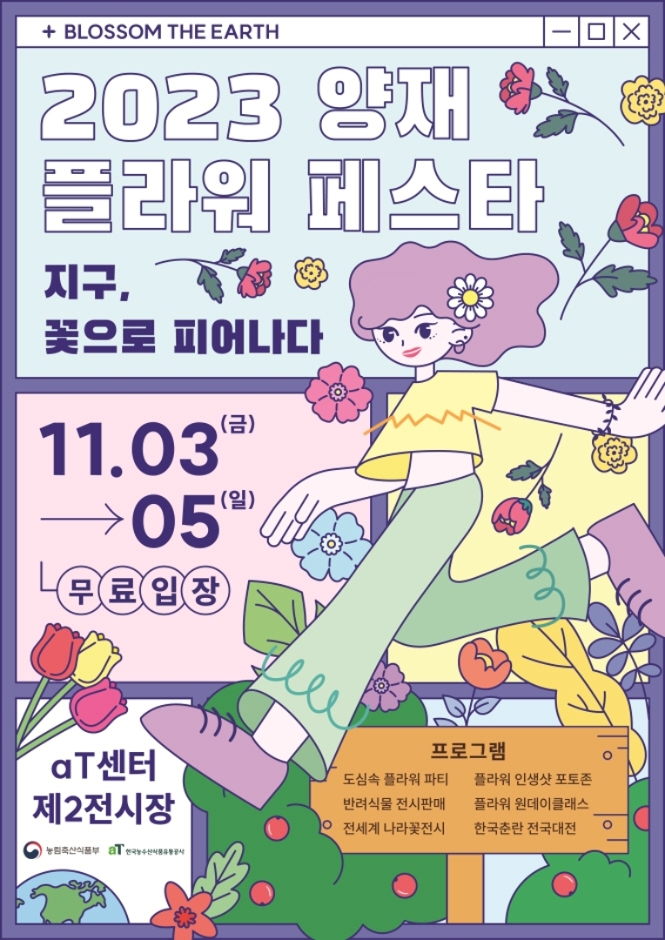 + BLOSSOM THE EARTH
2023 양재
플라워 페스타
지구,
꽃으로 피어나다
11.03(금)
→05(일)
무료입장
aT센터
제2전시장
농림축산식품부 aT 한국농수산식품유통공사
프로그램
도심속 플라워 파티 플라워 인생샷 포토존
반려식물 전시판매 플라워 원데이클래스
전세계 나라꽃전시 한국춘란 전국대전